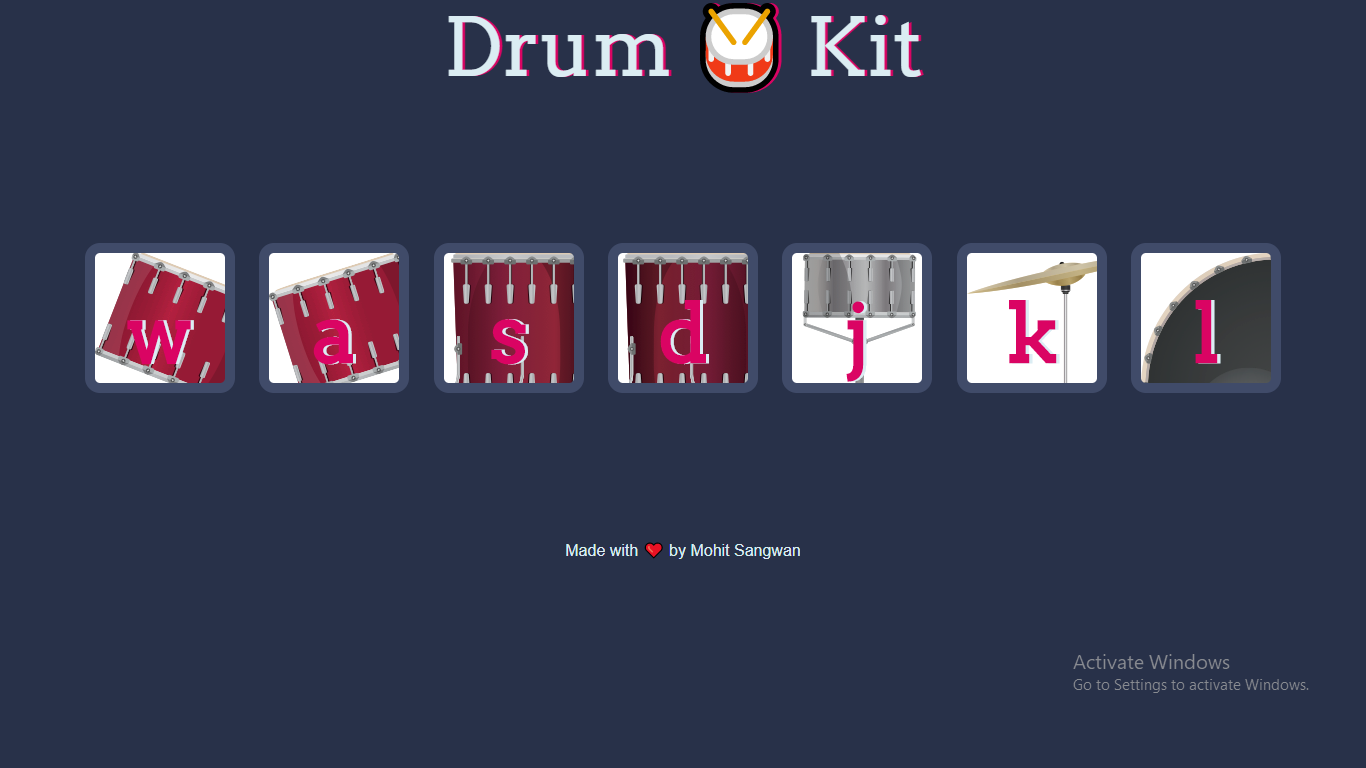 Drum Kit
w a s d j k l
Made with by Mohit Sangwan
Activate Windows
Go to Settings to activate Windows.